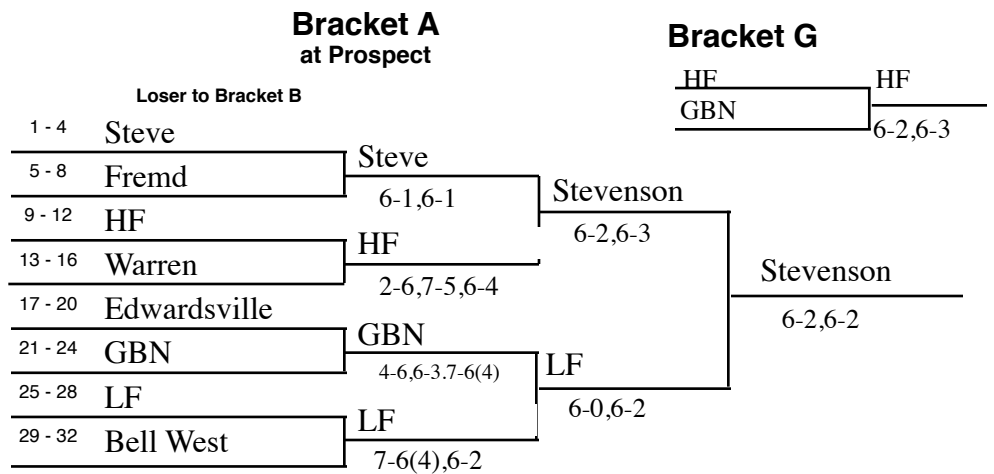 Bracket A
at Prospect
Bracket G
HF
HF
GBN
6-2,6-3
Loser to Bracket B
1 - 4 Steve
Steve
5 - 8 Fremd
6-1,6-1
Stevenson
9 - 12 HF
6-2,6-3
HF
13 - 16 Warren
2-6,7-5,6-4
Stevenson
17 - 20 Edwardsville
6-2,6-2
GBN
21 - 24 GBN
4-6,6-3.7-6(4)
LF
25 - 28 LF
6-0,6-2
LF
29 - 32 Bell West
7-6(4),6-2